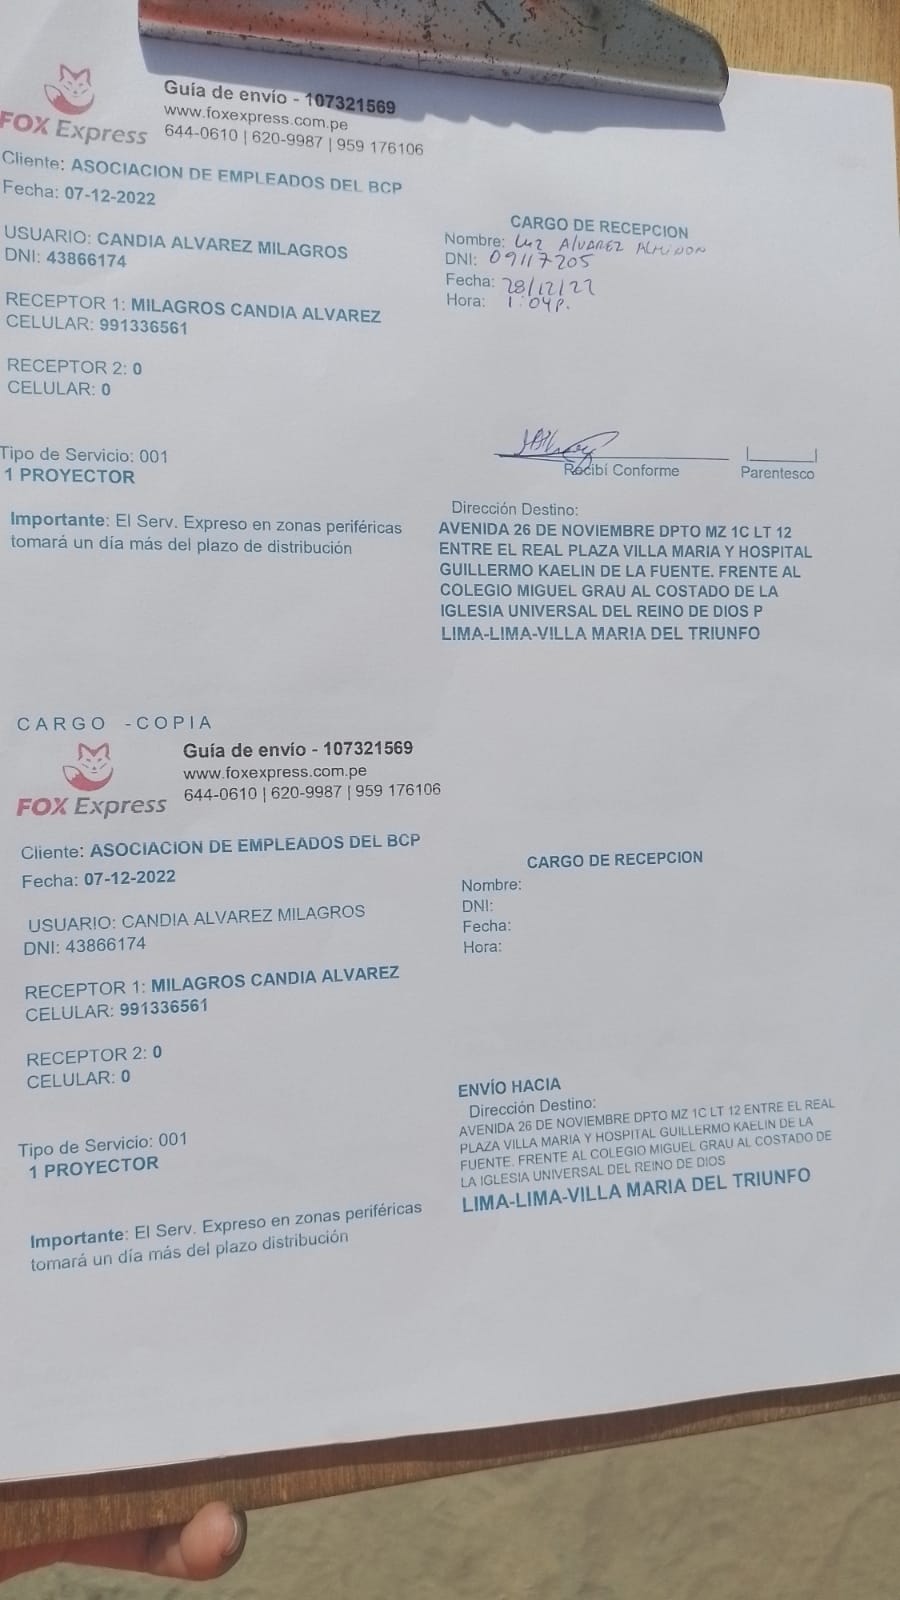 FOX Express
Guía de envío - 107321569
www.foxexpress.com.pe
644-0610 | 620-9987 | 959 176106
Cliente: ASOCIACION DE EMPLEADOS DEL BCP
Fecha: 07-12-2022
USUARIO: CANDIA ALVAREZ MILAGROS
DNI: 43866174
RECEPTOR 1: MILAGROS CANDIA ALVAREZ
CELULAR: 991336561
RECEPTOR 2: 0
CELULAR: 0
CARGO DE RECEPCION
Nombre: Luz ALVAREZ
DNI: 09117205
Fecha: 28/12/22
Hora: 1:04p.
Recibí Conforme
Parentesco
Tipo de Servicio: 001
1 PROYECTOR
Importante: El Serv. Expreso en zonas periféricas
tomará un día más del plazo de distribución
Dirección Destino:
AVENIDA 26 DE NOVIEMBRE DPTO MZ 1C LT 12
ENTRE EL REAL PLAZA VILLA MARIA Y HOSPITAL
GUILLERMO KAELIN DE LA FUENTE. FRENTE AL
COLEGIO MIGUEL GRAU AL COSTADO DE LA
IGLESIA UNIVERSAL DEL REINO DE DIOS P
LIMA-LIMA-VILLA MARIA DEL TRIUNFO
CARGO -COPIA
FOX Express
Guía de envío - 107321569
www.foxexpress.com.pe
644-0610 | 620-9987 | 959 176106
Cliente: ASOCIACION DE EMPLEADOS DEL BCP
Fecha: 07-12-2022
USUARIO: CANDIA ALVAREZ MILAGROS
DNI: 43866174
RECEPTOR 1: MILAGROS CANDIA ALVAREZ
CELULAR: 991336561
RECEPTOR 2: 0
CELULAR: 0
CARGO DE RECEPCION
Nombre:
DNI:
Fecha:
Hora:
Tipo de Servicio: 001
1 PROYECTOR
Importante: El Serv. Expreso en zonas periféricas
tomará un día más del plazo distribución
ENVÍO HACIA
Dirección Destino:
AVENIDA 26 DE NOVIEMBRE DPTO MZ 1C LT 12 ENTRE EL REAL
PLAZA VILLA MARIA Y HOSPITAL GUILLERMO KAELIN DE LA
FUENTE. FRENTE AL COLEGIO MIGUEL GRAU AL COSTADO DE
LA IGLESIA UNIVERSAL DEL REINO DE DIOS
LIMA-LIMA-VILLA MARIA DEL TRIUNFO